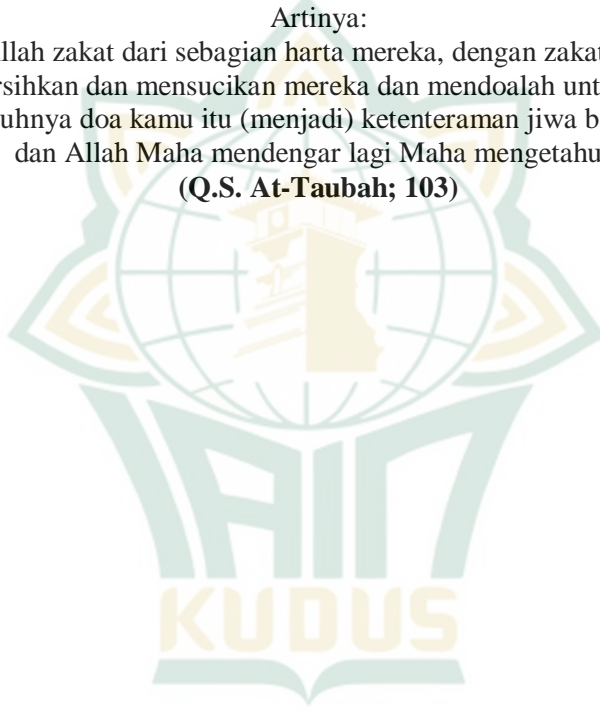 Artinya:
llah zakat dari sebagian harta mereka, dengan zakat
rsihkan dan mensucikan mereka dan mendoalah unt
uhnya doa kamu itu (menjadi) ketenteraman jiwa b
dan Allah Maha mendengar lagi Maha mengetahu
(Q.S. At-Taubah; 103)
IAIN
KUDUS